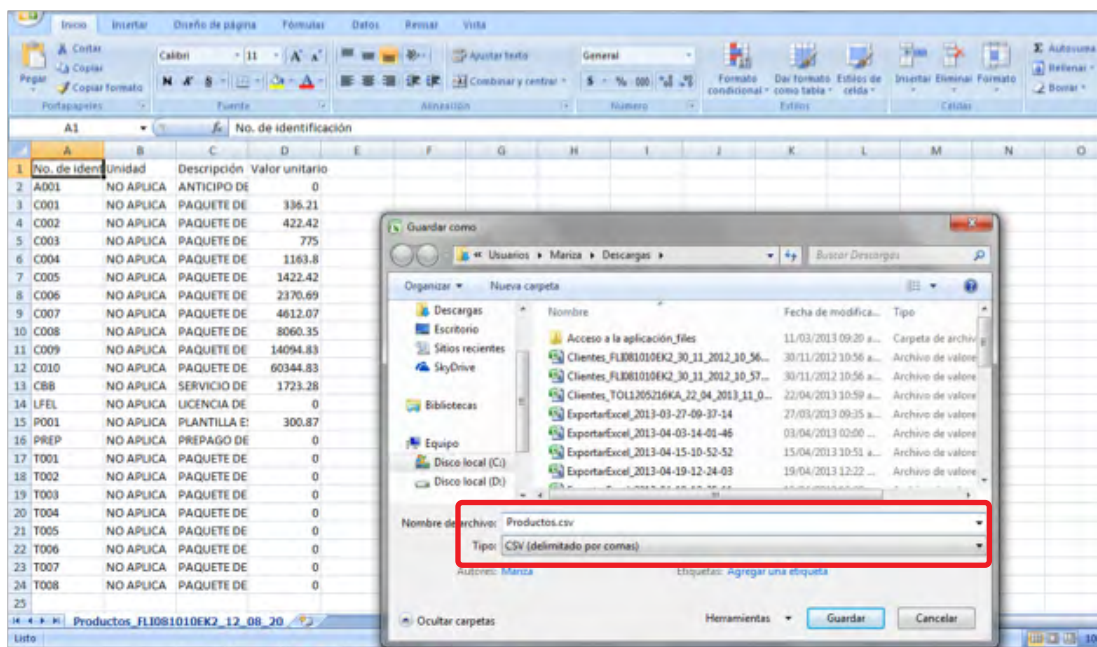 Inicio Insertar Diseño de página Fórmulas Datos Revisar Vista
Pegar
Cortar
Copiar
Copiar formato
Portapapeles
Calibri 11 A A
N K S A
Fuente
Ajustar texto
Combinar y centrar
Alineación
General
$ % 000
Número
Formato condicional
Dar formato como tabla
Estilos de celda
Estilos
Insertar Eliminar Formato
Celdas
Σ Autosuma
Rellenar
Borrar
A1 fx No. de identificación
A B C D E F G H I J K L M N O
1 No. de ident Unidad Descripción Valor unitario
2 A001 NO APLICA ANTICIPO DE 0
3 C001 NO APLICA PAQUETE DE 336.21
4 C002 NO APLICA PAQUETE DE 422.42
5 C003 NO APLICA PAQUETE DE 775
6 C004 NO APLICA PAQUETE DE 1163.8
7 C005 NO APLICA PAQUETE DE 1422.42
8 C006 NO APLICA PAQUETE DE 2370.69
9 C007 NO APLICA PAQUETE DE 4612.07
10 C008 NO APLICA PAQUETE DE 8060.35
11 C009 NO APLICA PAQUETE DE 14094.83
12 C010 NO APLICA PAQUETE DE 60344.83
13 CBB NO APLICA SERVICIO DE 1723.28
14 LFEL NO APLICA LICENCIA DE 0
15 P001 NO APLICA PLANTILLA E 300.87
16 PREP NO APLICA PREPAGO DE 0
17 T001 NO APLICA PAQUETE DE 0
18 T002 NO APLICA PAQUETE DE 0
19 T003 NO APLICA PAQUETE DE 0
20 T004 NO APLICA PAQUETE DE 0
21 T005 NO APLICA PAQUETE DE 0
22 T006 NO APLICA PAQUETE DE 0
23 T007 NO APLICA PAQUETE DE 0
24 T008 NO APLICA PAQUETE DE 0
25
Productos_FLI081010EK2_12_08_20
Listo
Guardar como
« Usuarios ▸ Mariza ▸ Descargas ▸
Buscar Descargas
Organizar Nueva carpeta
Descargas
Escritorio
Sitios recientes
SkyDrive
Bibliotecas
Equipo
Disco local (C:)
Disco local (D:)
Nombre Fecha de modifica... Tipo
Acceso a la aplicación_files 11/03/2013 09:20 a... Carpeta de archiv
Clientes_FLI081010EK2_30_11_2012_10_56... 30/11/2012 10:56 a... Archivo de valore
Clientes_FLI081010EK2_30_11_2012_10_57... 30/11/2012 10:56 a... Archivo de valore
Clientes_TOL1205216KA_22_04_2013_11_0... 22/04/2013 10:59 a... Archivo de valore
ExportarExcel_2013-03-27-09-37-14 27/03/2013 09:35 a... Archivo de valore
ExportarExcel_2013-04-03-14-01-46 03/04/2013 02:00 ... Archivo de valore
ExportarExcel_2013-04-15-10-52-52 15/04/2013 10:51 a... Archivo de valore
ExportarExcel_2013-04-19-12-24-03 19/04/2013 12:22 ... Archivo de valore
Nombre de archivo: Productos.csv
Tipo: CSV (delimitado por comas)
Autores: Mariza Etiquetas: Agregar una etiqueta
Ocultar carpetas Herramientas Guardar Cancelar